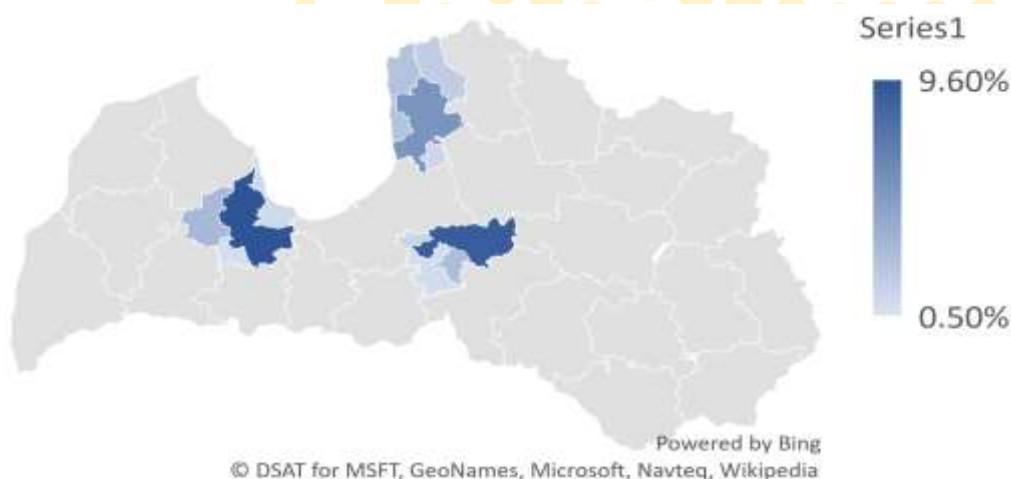 Series1
9.60%
0.50%
Powered by Bing
© DSAT for MSFT, GeoNames, Microsoft, Navteq, Wikipedia